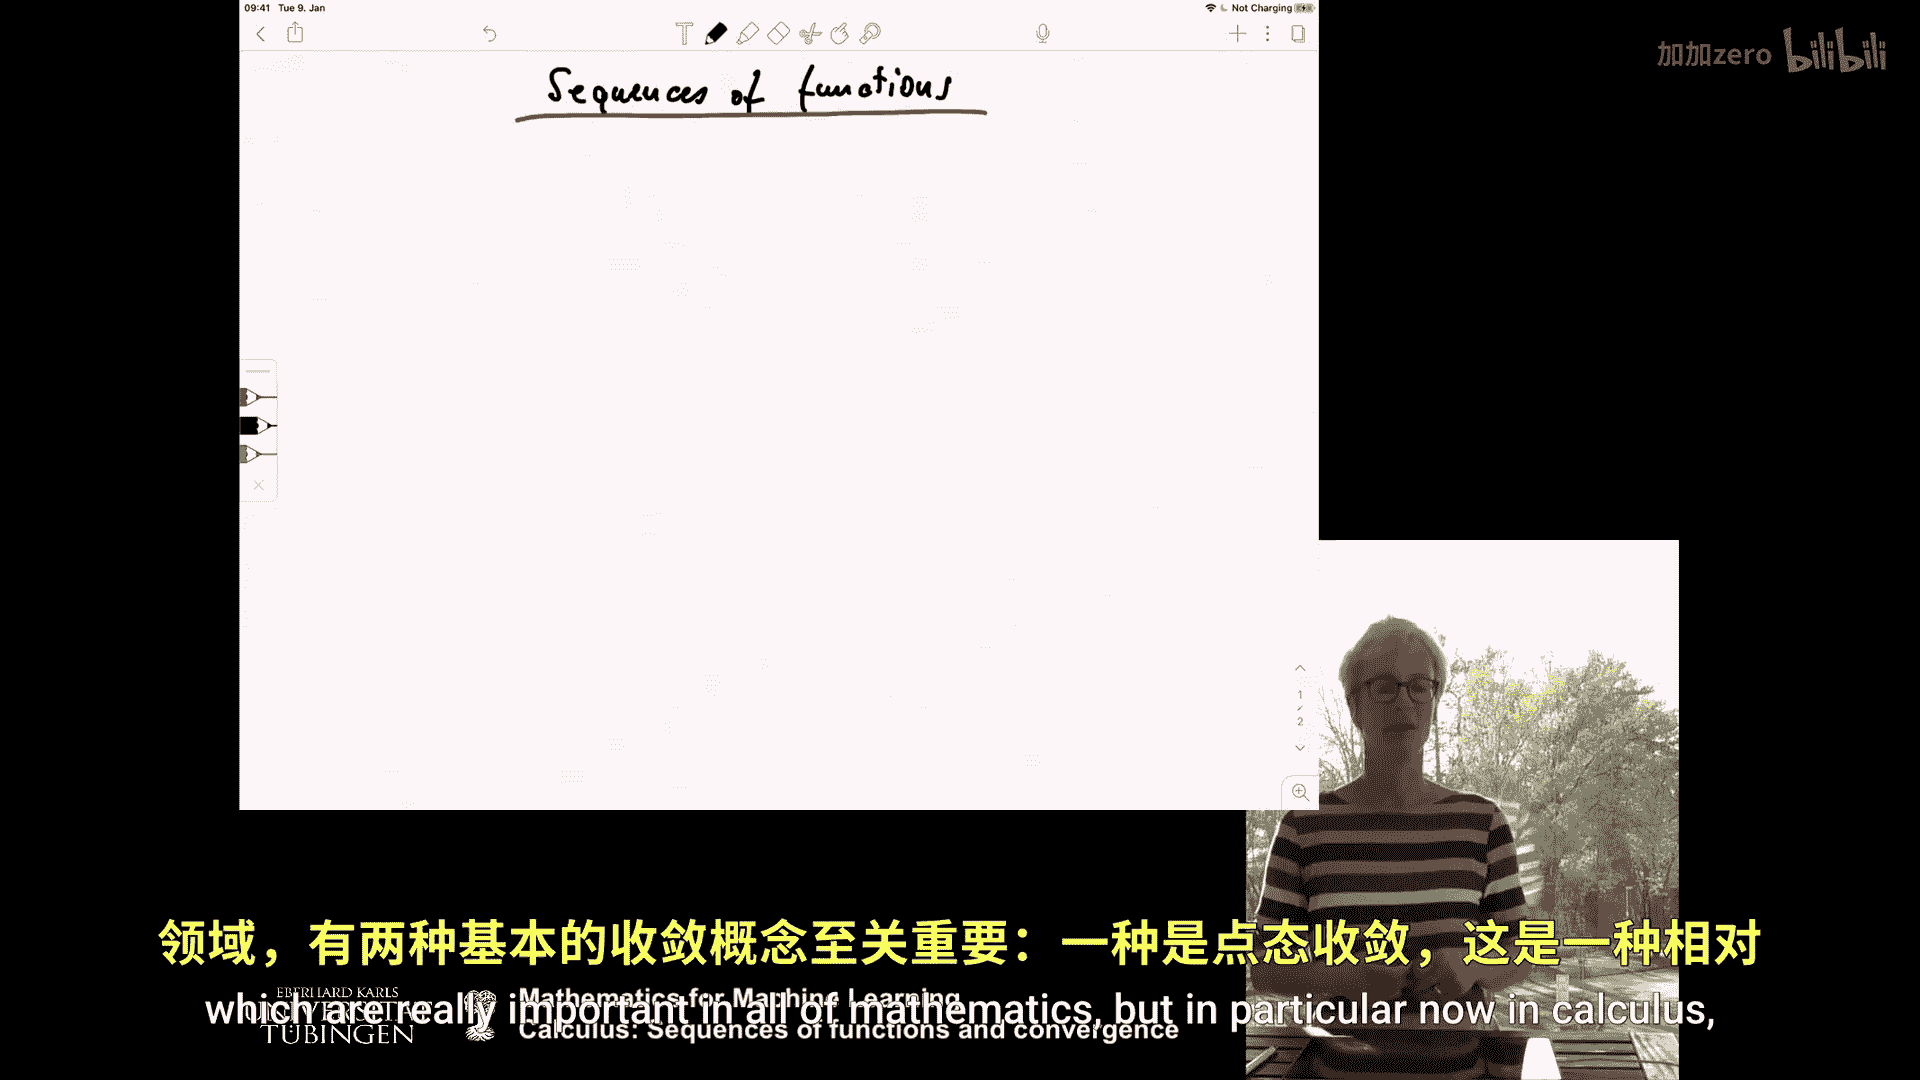 09:41 Tue 9. Jan
Not Charging
Sequences of functions
加加zero bilibili
1
2
领域，有两种基本的收敛概念至关重要：一种是点态收敛，这是一种相对
which are really important in all of mathematics, but in particular now in calculus,
EBERHARD KARLS
UNIVERSITÄT
TÜBINGEN
Mathematics for Machine Learning
Calculus: Sequences of functions and convergence